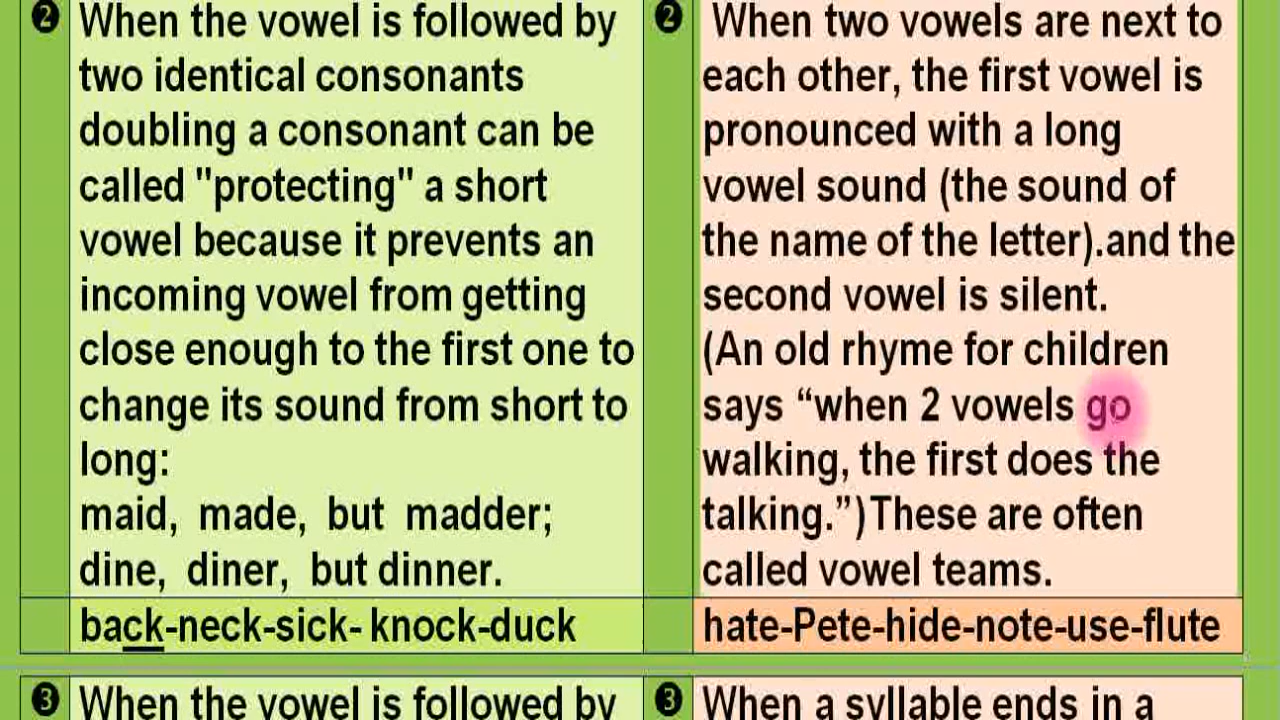 ❷ When the vowel is followed by
two identical consonants
doubling a consonant can be
called "protecting" a short
vowel because it prevents an
incoming vowel from getting
close enough to the first one to
change its sound from short to
long:
maid, made, but madder;
dine, diner, but dinner.
back-neck-sick- knock-duck
❷ When two vowels are next to
each other, the first vowel is
pronounced with a long
vowel sound (the sound of
the name of the letter).and the
second vowel is silent.
(An old rhyme for children
says “when 2 vowels go
walking, the first does the
talking.”)These are often
called vowel teams.
hate-Pete-hide-note-use-flute
❸ When the vowel is followed by
❸ When a syllable ends in a